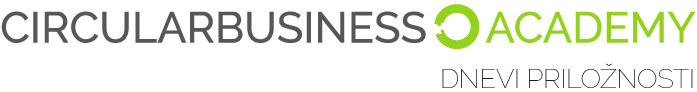 CIRCULARBUSINESS ACADEMY
DNEVI PRILOŽNOSTI